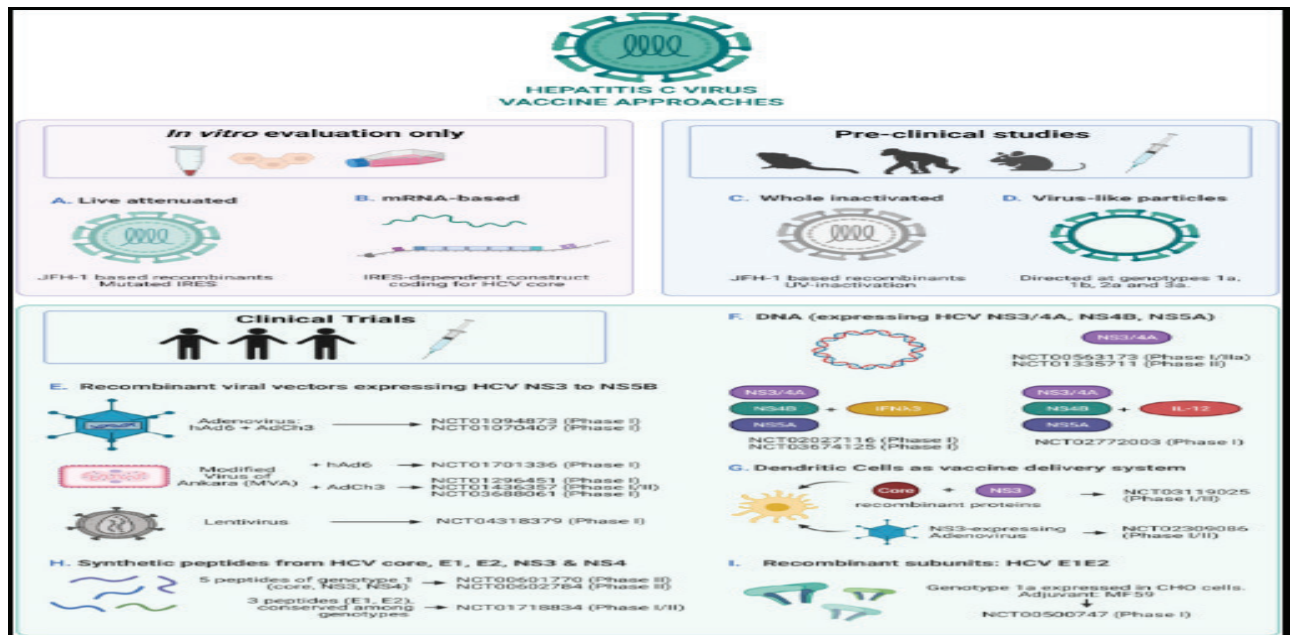 HEPATITIS C VIRUS
VACCINE APPROACHES
In vitro evaluation only
A. Live attenuated
JFH-1 based recombinants
Mutated IRES
B. mRNA-based
IRES-dependent construct
coding for HCV core
Pre-clinical studies
C. Whole inactivated
JFH-1 based recombinants
UV-inactivation
D. Virus-like particles
Directed at genotypes 1a,
1b, 2a and 3a.
Clinical Trials
E. Recombinant viral vectors expressing HCV NS3 to NS5B
Adenovirus:
hAd6 + AdCh3
NCT01094873 (Phase I)
NCT01070407 (Phase I)
Modified
Virus of
Ankara (MVA)
+ hAd6
NCT01701336 (Phase I)
+ AdCh3
NCT01296451 (Phase I)
NCT01436357 (Phase I/II)
NCT03688061 (Phase I)
Lentivirus
NCT04318379 (Phase I)
H. Synthetic peptides from HCV core, E1, E2, NS3 & NS4
5 peptides of genotype 1
(core, NS3, NS4)
NCT00601770 (Phase II)
NCT00602784 (Phase II)
3 peptides (E1, E2),
conserved among
genotypes
NCT01718834 (Phase I/II)
F. DNA (expressing HCV NS3/4A, NS4B, NS5A)
NS3/4A
NCT00563173 (Phase I/IIa)
NCT01335711 (Phase II)
NS3/4A
NS4B + IFNλ3
NS5A
NCT02027116 (Phase I)
NCT03674125 (Phase I)
NS3/4A
NS4B + IL-12
NS5A
NCT02772003 (Phase I)
G. Dendritic Cells as vaccine delivery system
Core + NS3
recombinant proteins
NCT03119025
(Phase I/II)
NS3-expressing
Adenovirus
NCT02309086
(Phase I/II)
I. Recombinant subunits: HCV E1E2
Genotype 1a expressed in CHO cells.
Adjuvant: MF59
NCT00500747 (Phase I)